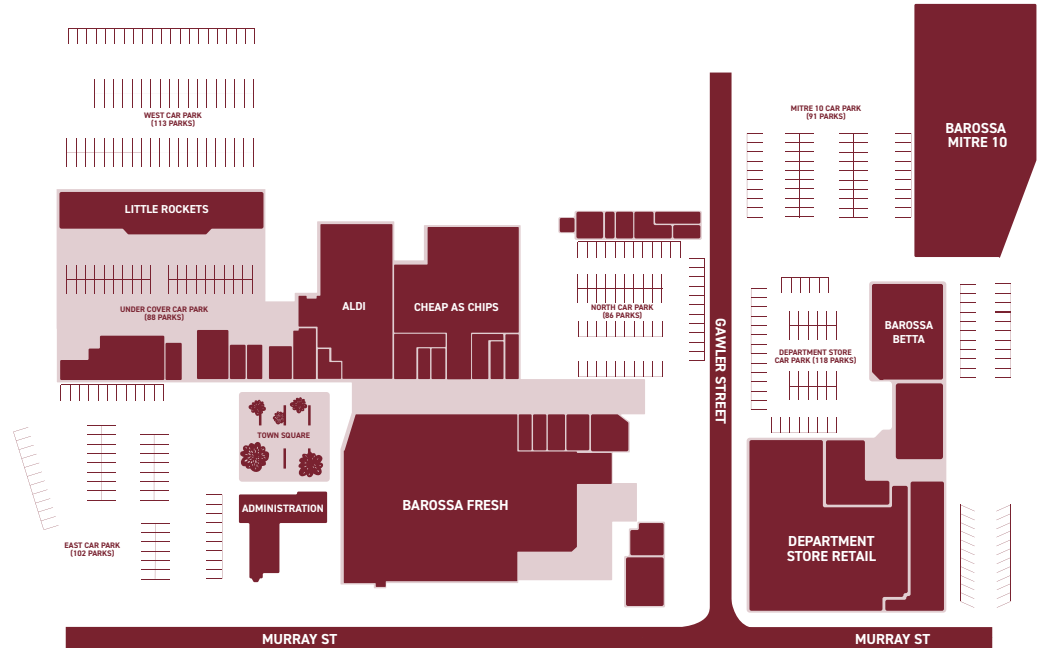 WEST CAR PARK
(113 PARKS)
MITRE 10 CAR PARK
(91 PARKS)
BAROSSA
MITRE 10
LITTLE ROCKETS
UNDER COVER CAR PARK
(88 PARKS)
ALDI
CHEAP AS CHIPS
NORTH CAR PARK
(86 PARKS)
GAWLER STREET
BAROSSA
BETTA
DEPARTMENT STORE
CAR PARK (118 PARKS)
TOWN SQUARE
ADMINISTRATION
BAROSSA FRESH
EAST CAR PARK
(102 PARKS)
DEPARTMENT
STORE RETAIL
MURRAY ST
MURRAY ST